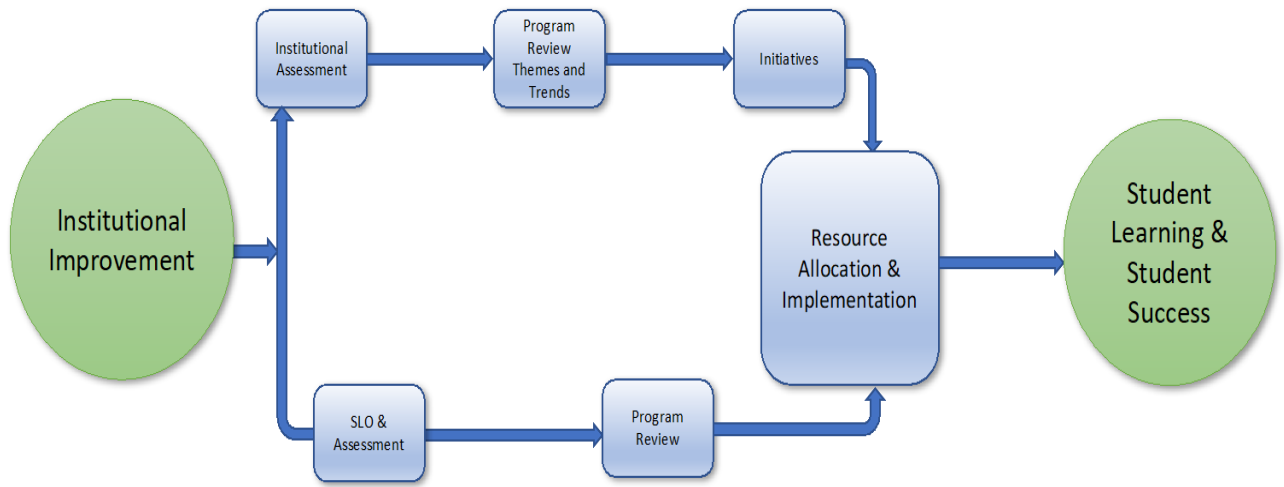 Institutional
Improvement
Institutional
Assessment
Program
Review
Themes and
Trends
Initiatives
SLO &
Assessment
Program
Review
Resource
Allocation &
Implementation
Student
Learning &
Student
Success